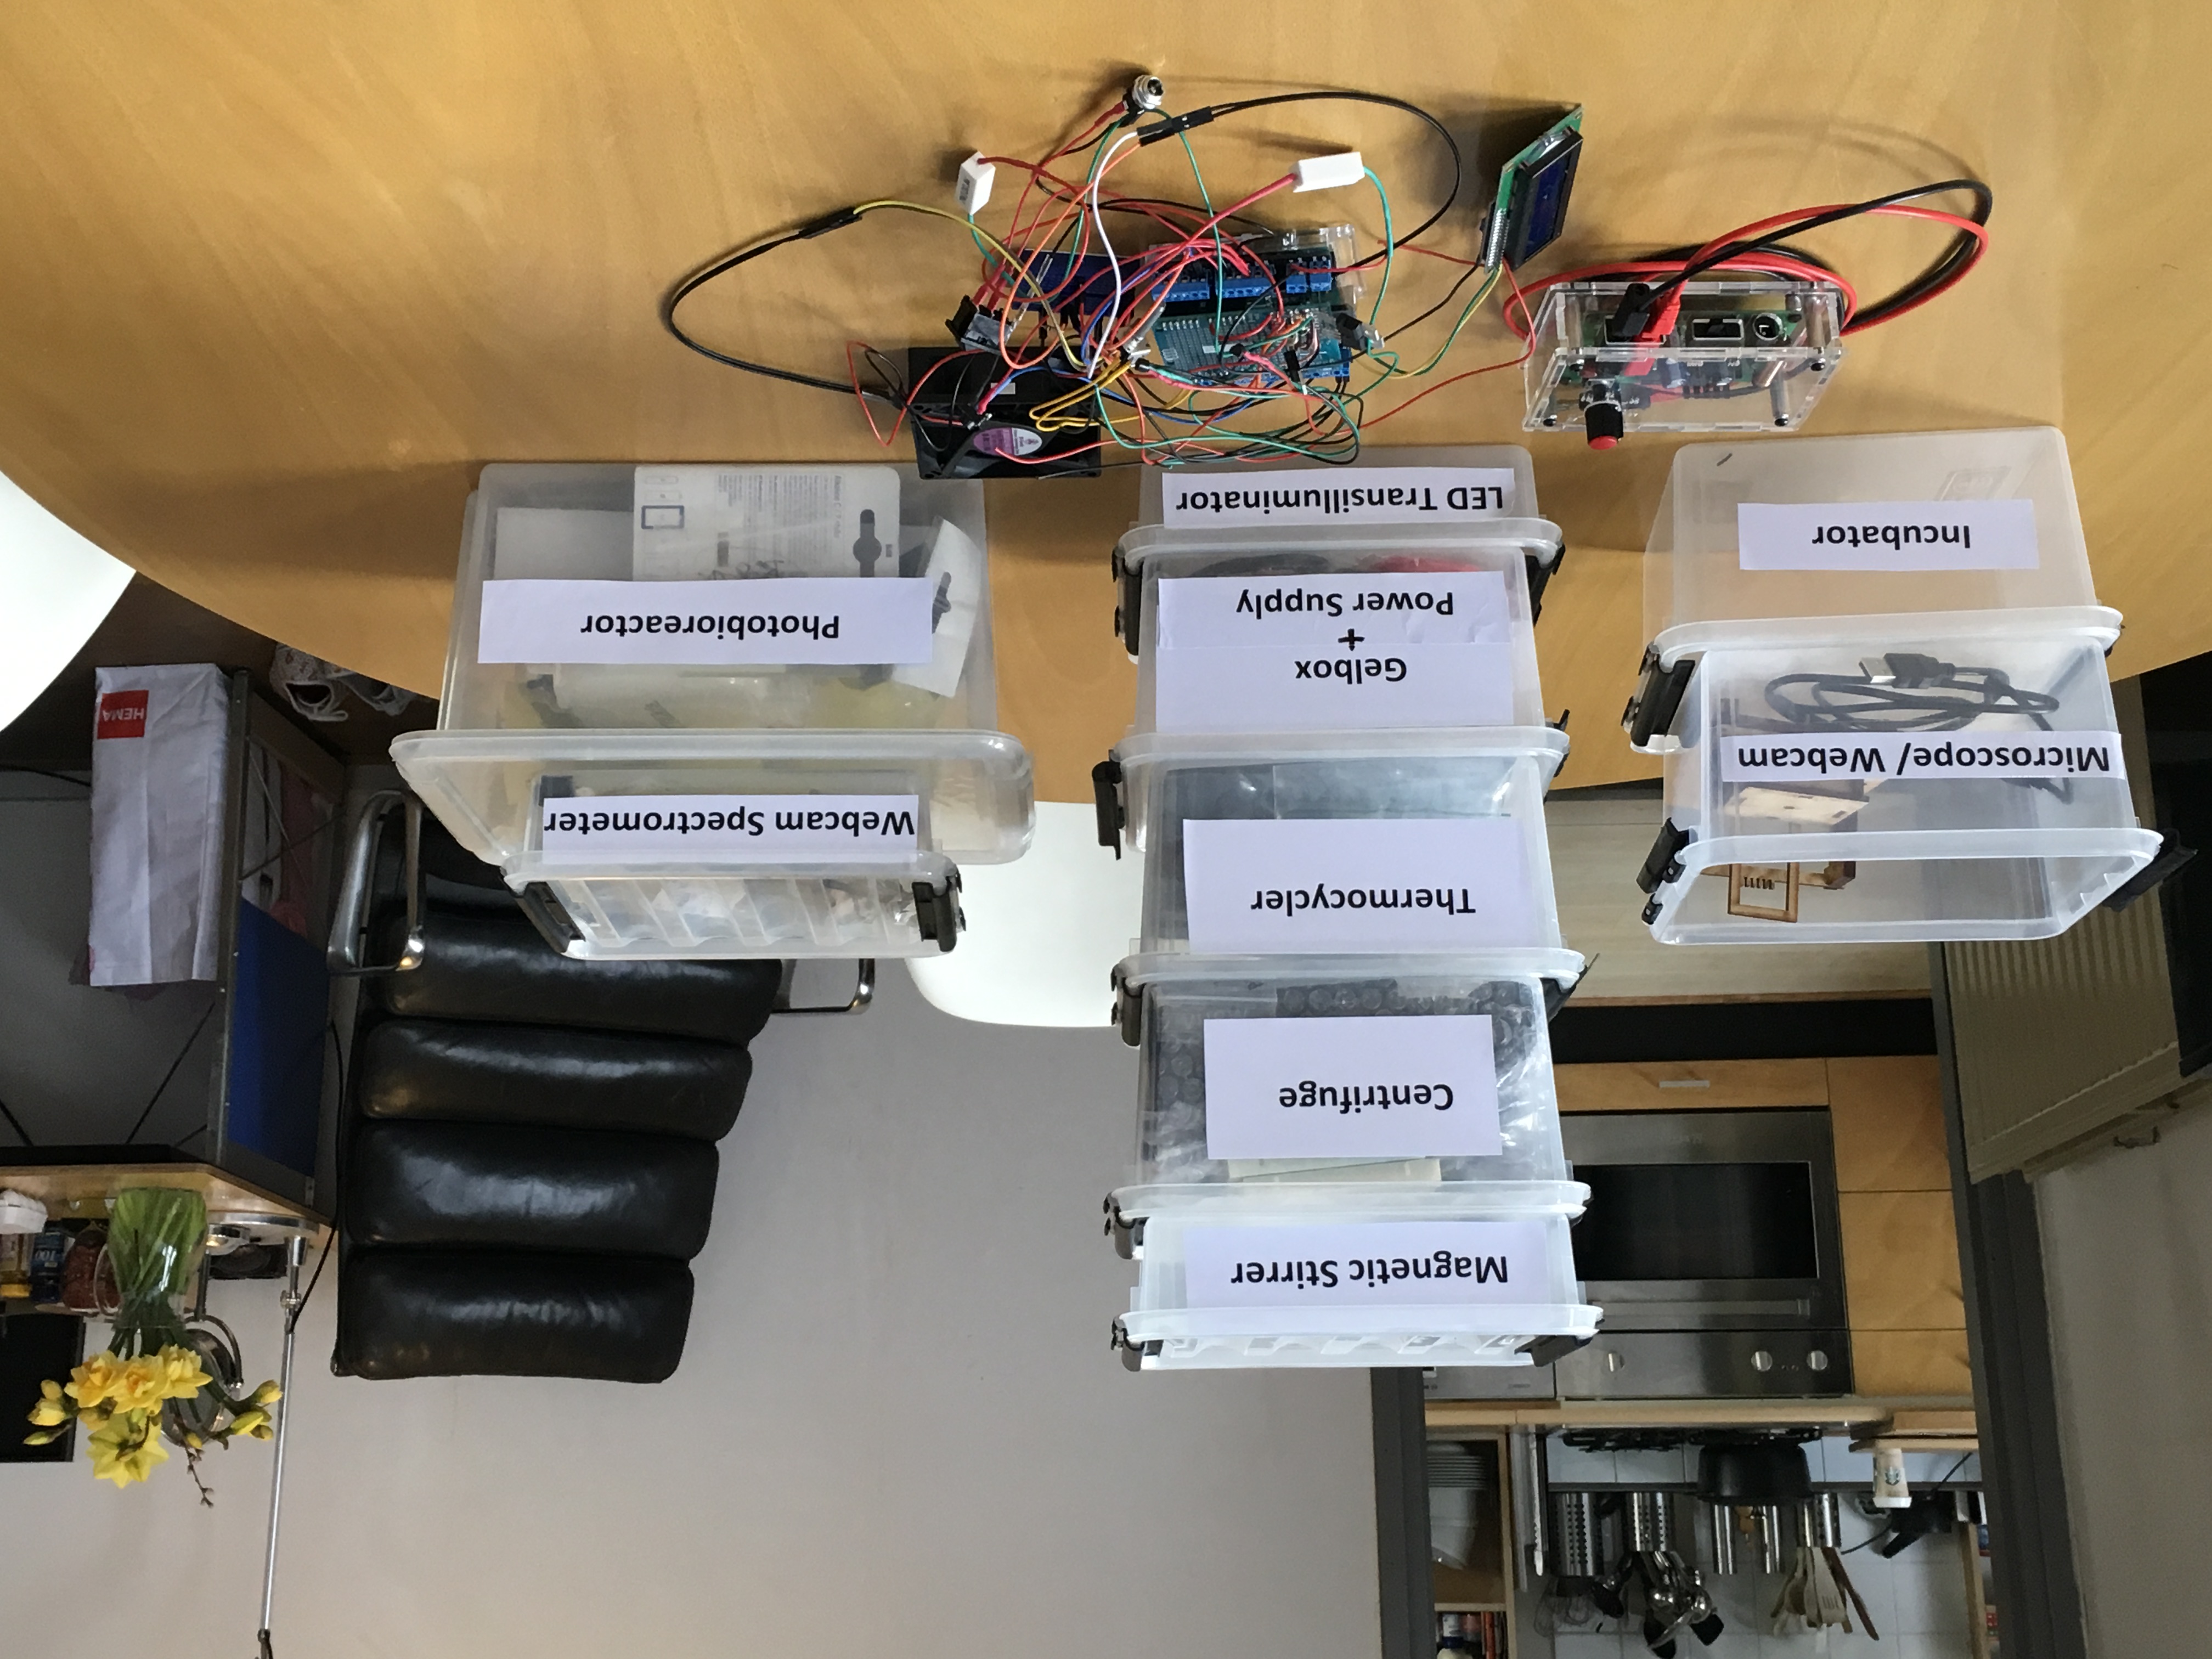 Magnetic Stirrer
Centrifuge
Thermocycler
Gelbox
+
Power Supply
LED Transilluminator
Microscope/ Webcam
Incubator
Webcam Spectrometer
Photobioreactor
HEMA